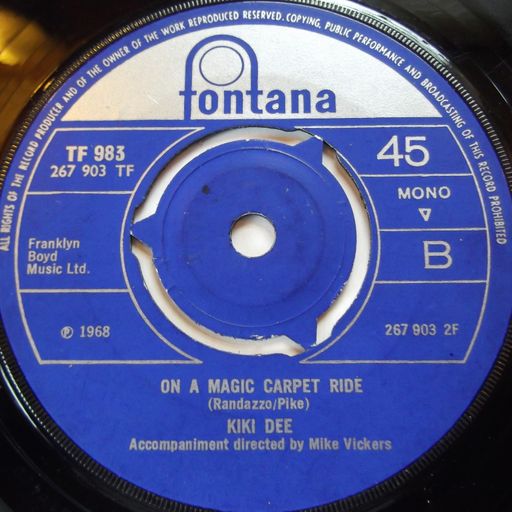 ALL RIGHTS OF THE RECORD PRODUCER AND OF THE OWNER OF THE WORK REPRODUCED RESERVED. COPYING, PUBLIC PERFORMANCE AND BROADCASTING OF THIS RECORD PROHIBITED
fontana
TF 983
267 903 TF
45
MONO
B
Franklyn
Boyd
Music Ltd.
℗ 1968
267 903 2F
ON A MAGIC CARPET RIDE
(Randazzo/Pike)
KIKI DEE
Accompaniment directed by Mike Vickers